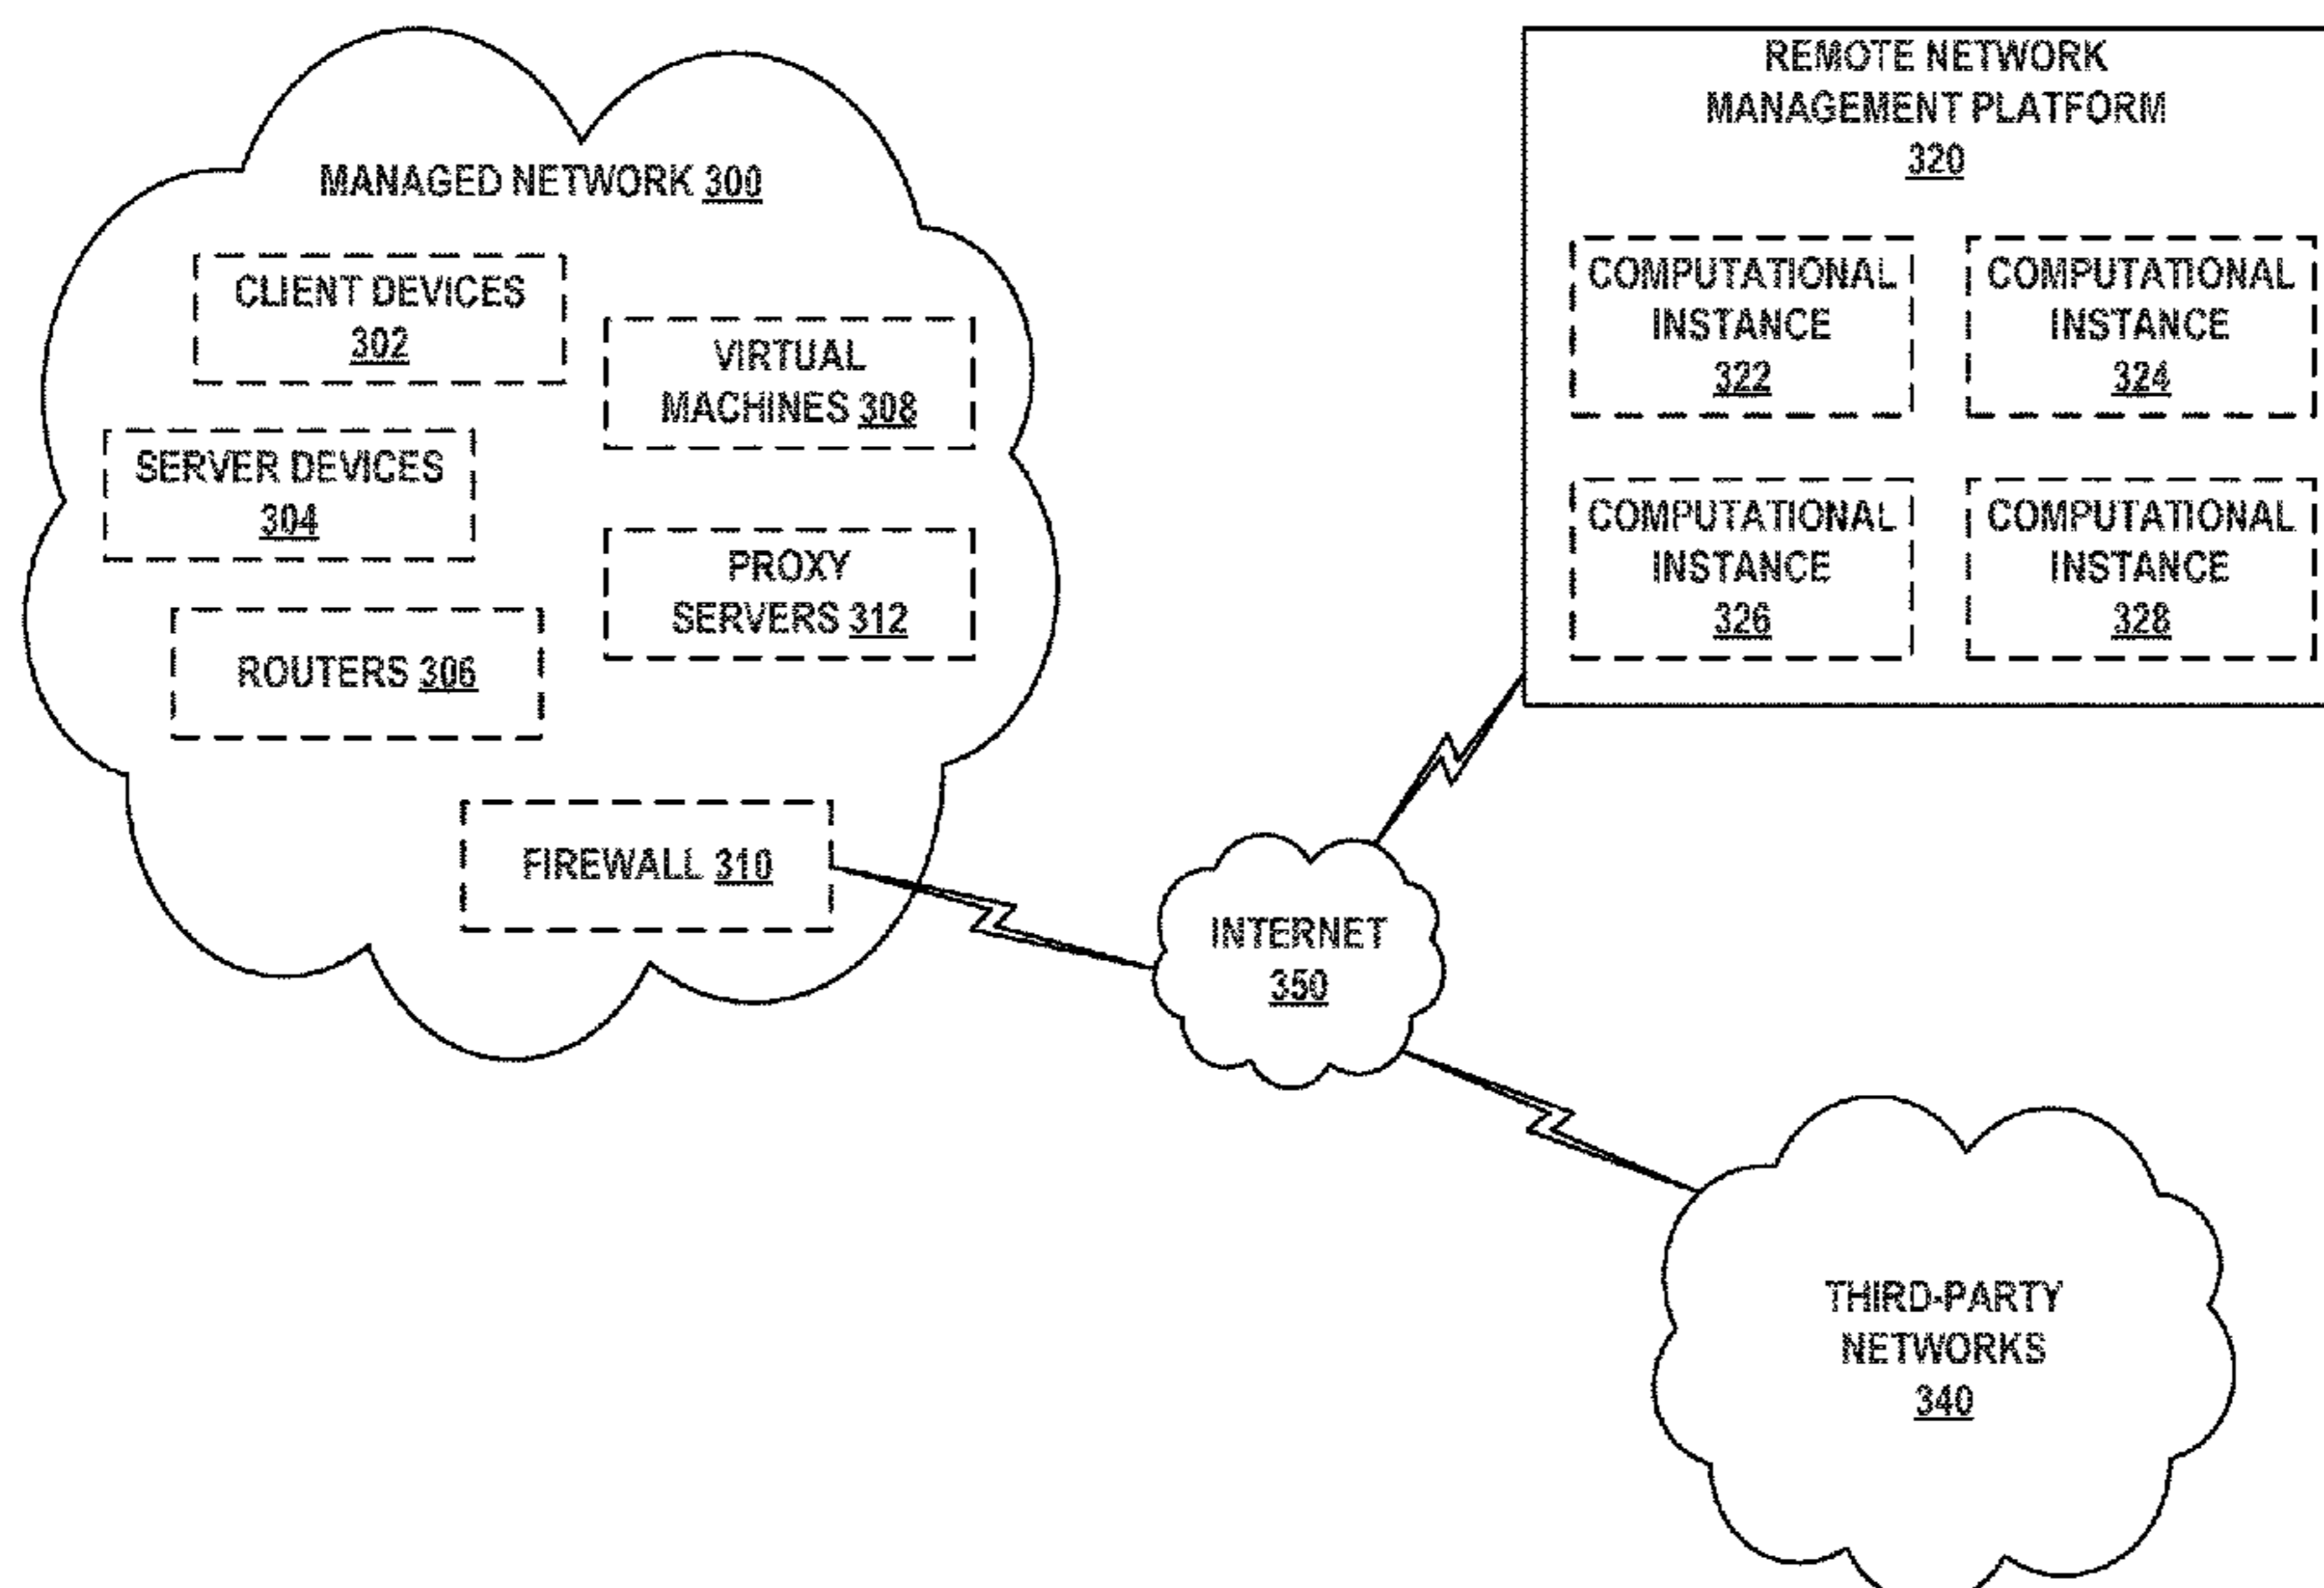 MANAGED NETWORK 300
CLIENT DEVICES
302
VIRTUAL
MACHINES 308
SERVER DEVICES
304
PROXY
SERVERS 312
ROUTERS 306
FIREWALL 310
REMOTE NETWORK
MANAGEMENT PLATFORM
320
COMPUTATIONAL
INSTANCE
322
COMPUTATIONAL
INSTANCE
324
COMPUTATIONAL
INSTANCE
326
COMPUTATIONAL
INSTANCE
328
INTERNET
350
THIRD-PARTY
NETWORKS
340